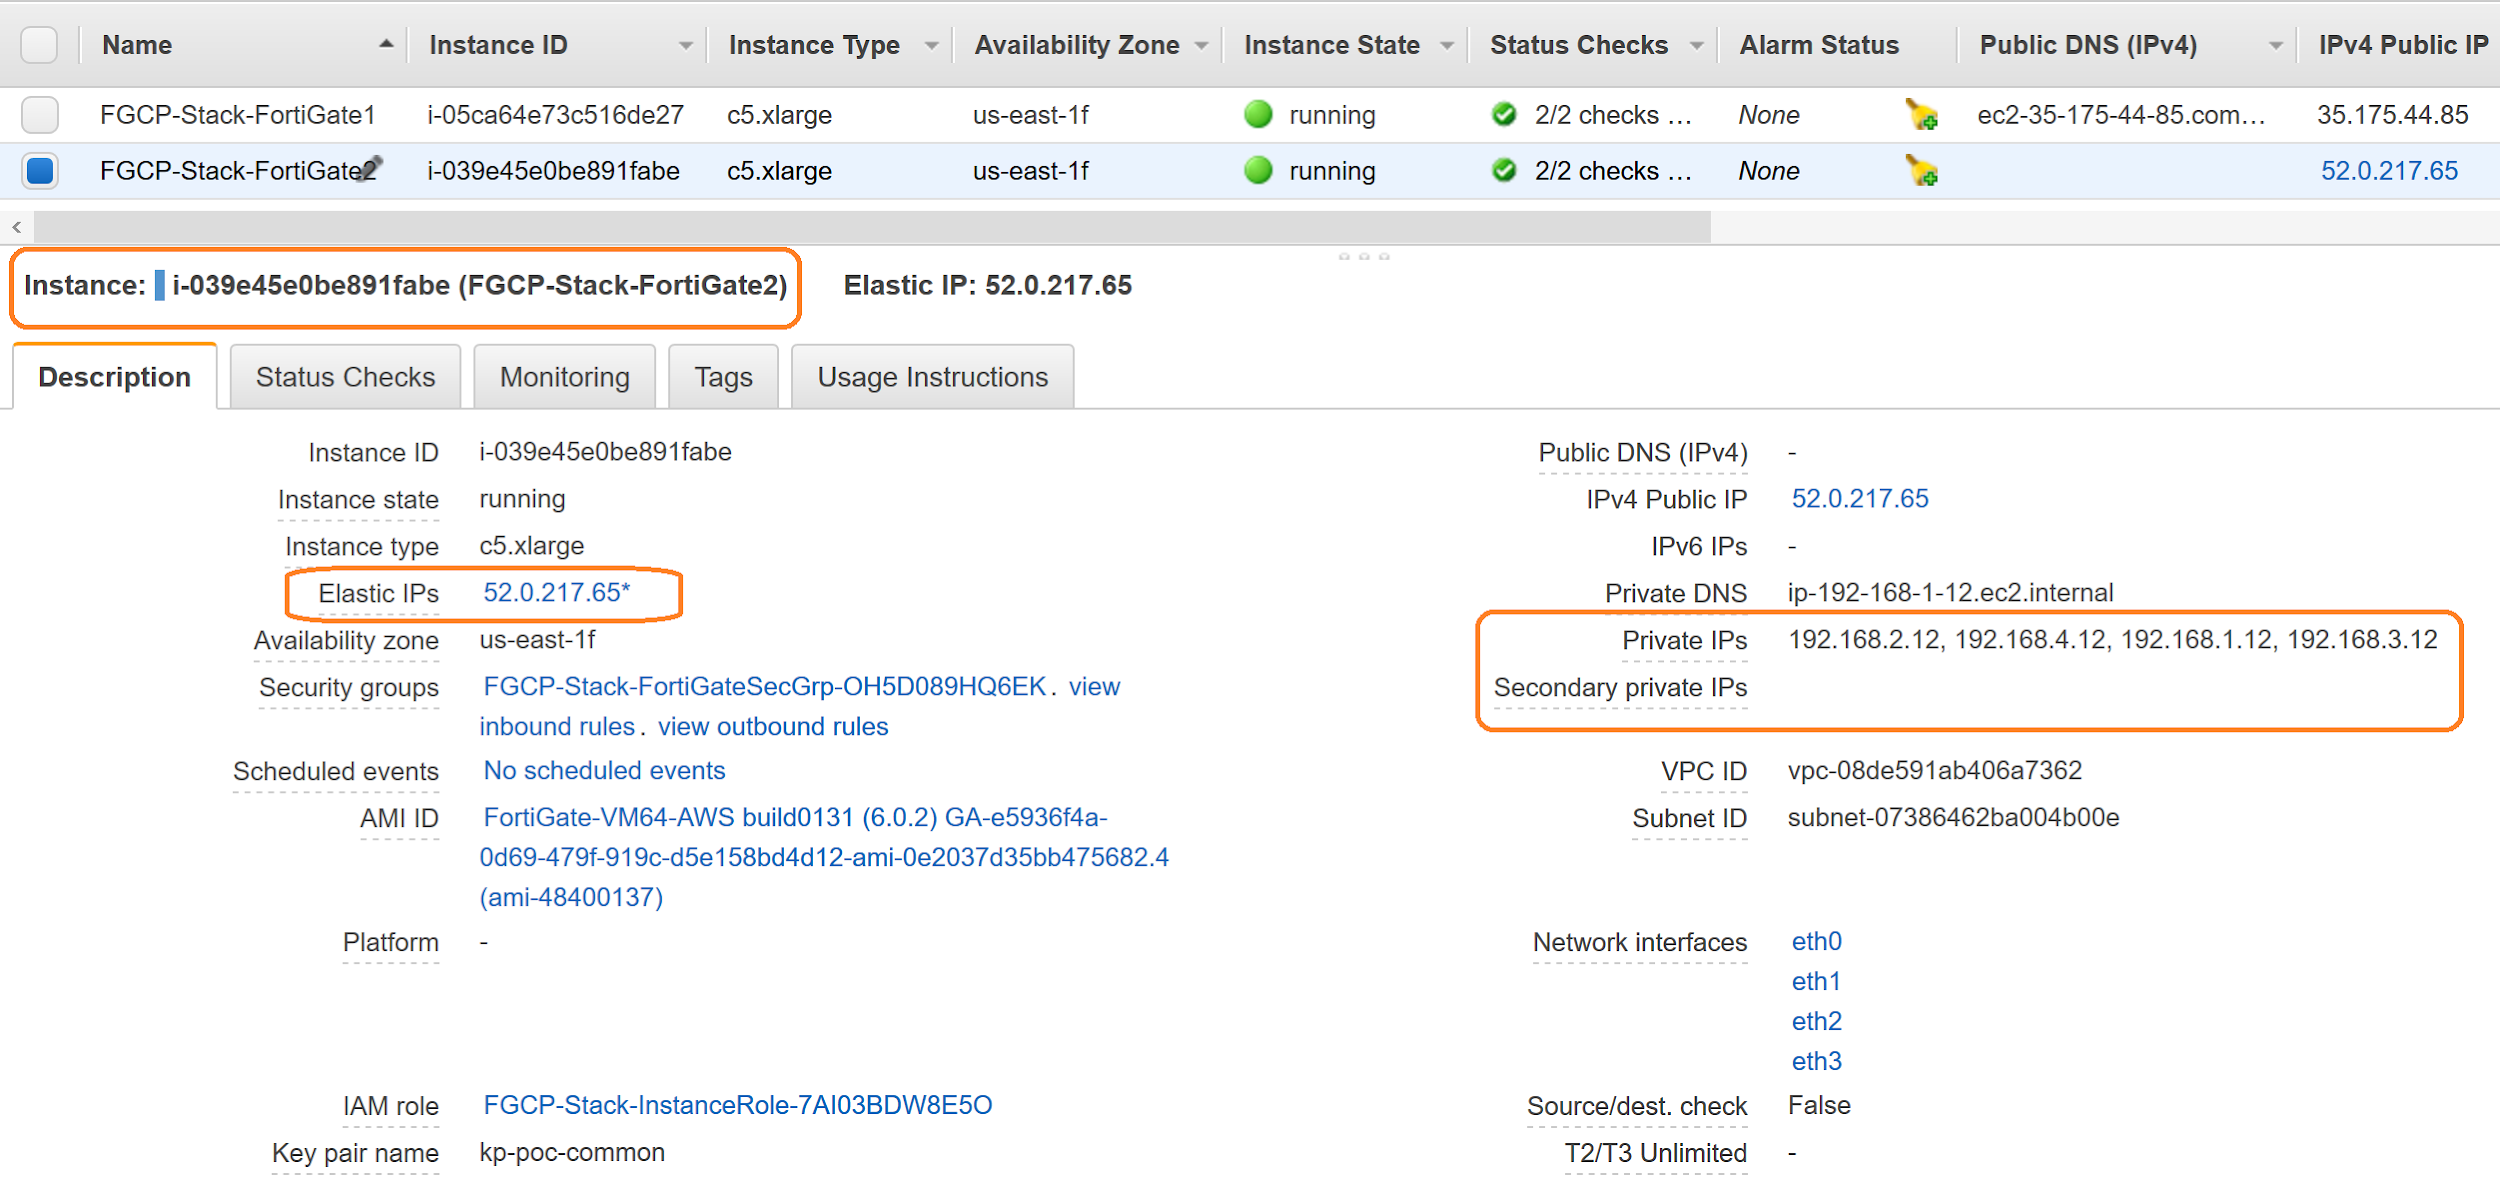 Name Instance ID Instance Type Availability Zone Instance State Status Checks Alarm Status Public DNS (IPv4) IPv4 Public IP
FGCP-Stack-FortiGate1 i-05ca64e73c516de27 c5.xlarge us-east-1f running 2/2 checks ... None ec2-35-175-44-85.com... 35.175.44.85
FGCP-Stack-FortiGate2 i-039e45e0be891fabe c5.xlarge us-east-1f running 2/2 checks ... None 52.0.217.65
Instance: i-039e45e0be891fabe (FGCP-Stack-FortiGate2) Elastic IP: 52.0.217.65
Description Status Checks Monitoring Tags Usage Instructions
Instance ID i-039e45e0be891fabe Public DNS (IPv4) -
Instance state running IPv4 Public IP 52.0.217.65
Instance type c5.xlarge IPv6 IPs -
Elastic IPs 52.0.217.65* Private DNS ip-192-168-1-12.ec2.internal
Availability zone us-east-1f Private IPs 192.168.2.12, 192.168.4.12, 192.168.1.12, 192.168.3.12
Security groups FGCP-Stack-FortiGateSecGrp-OH5D089HQ6EK. view Secondary private IPs
inbound rules. view outbound rules
Scheduled events No scheduled events VPC ID vpc-08de591ab406a7362
AMI ID FortiGate-VM64-AWS build0131 (6.0.2) GA-e5936f4a- Subnet ID subnet-07386462ba004b00e
0d69-479f-919c-d5e158bd4d12-ami-0e2037d35bb475682.4
(ami-48400137)
Platform - Network interfaces eth0
eth1
eth2
eth3
IAM role FGCP-Stack-InstanceRole-7AI03BDW8E5O Source/dest. check False
Key pair name kp-poc-common T2/T3 Unlimited -